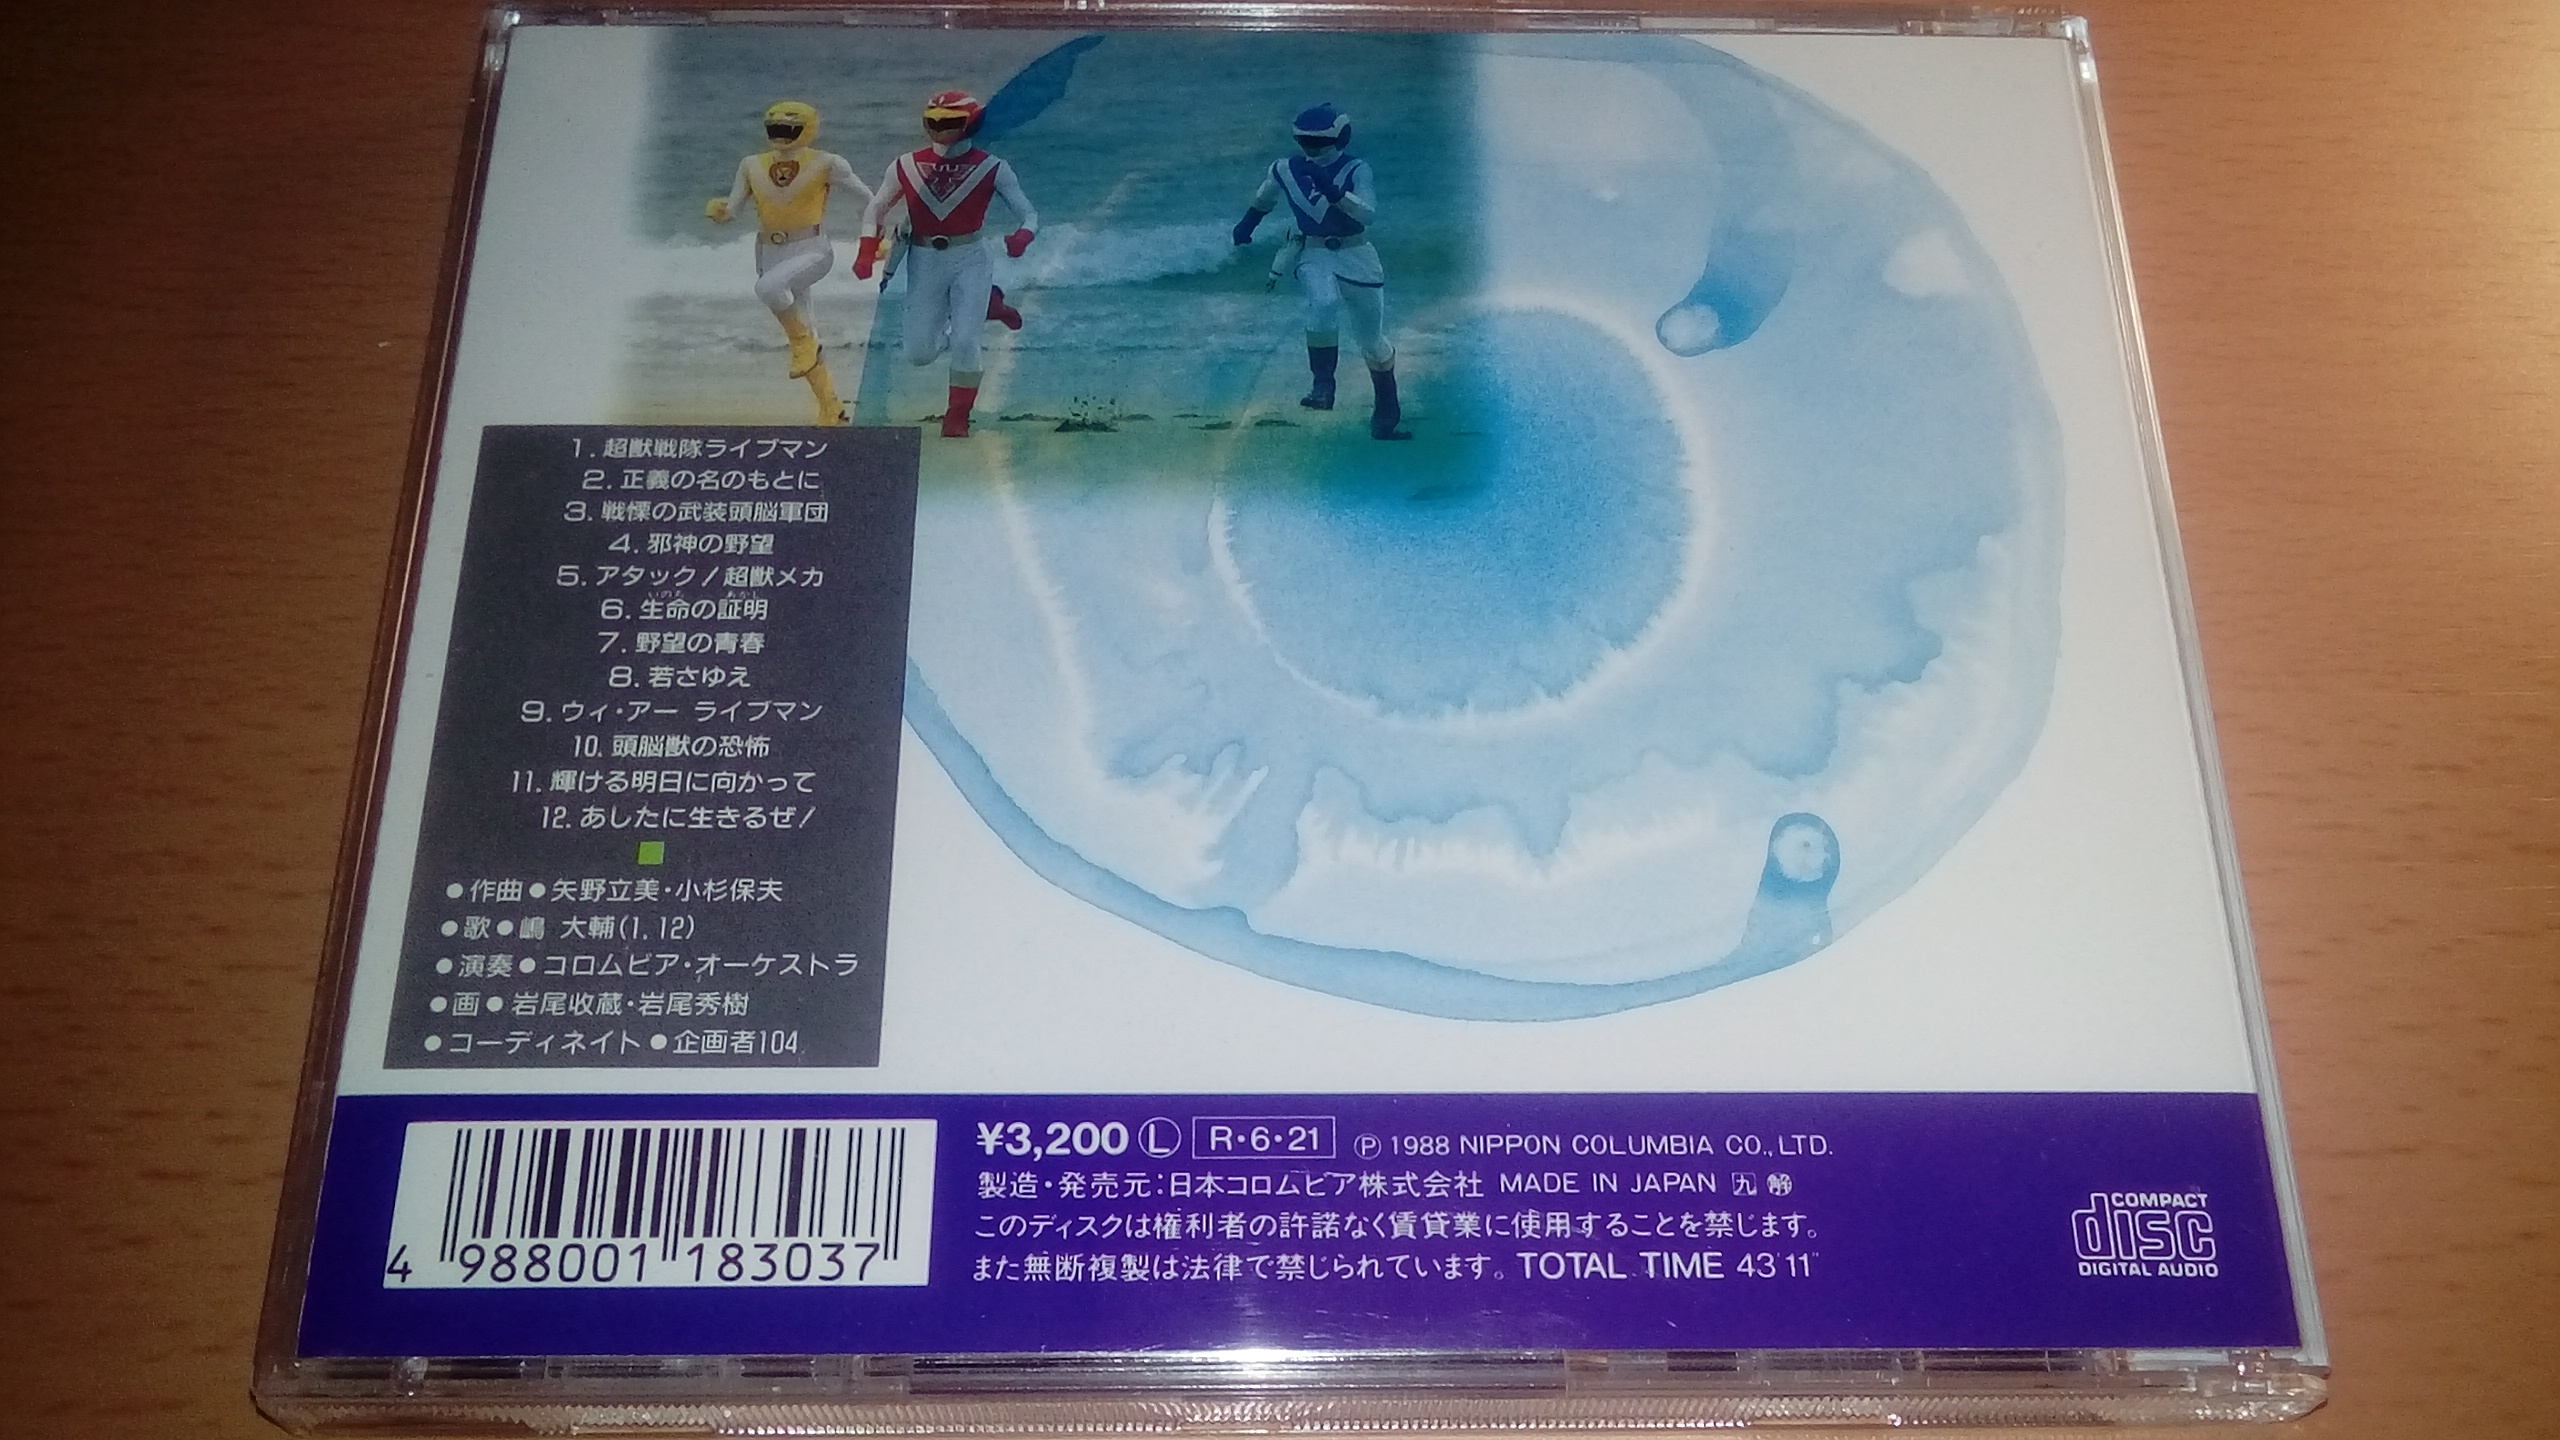 1. 超獣戦隊ライブマン
2. 正義の名のもとに
3. 戦慄の武装頭脳軍団
4. 邪神の野望
5. アタック！超獣メカ
いのち あかし
6. 生命の証明
7. 野望の青春
8. 若さゆえ
9. ウィ・アー ライブマン
10. 頭脳獣の恐怖
11. 輝ける明日に向かって
12. あしたに生きるぜ！
●作曲●矢野立美・小杉保夫
●歌●嶋 大輔(1, 12)
●演奏●コロムビア・オーケストラ
●画●岩尾収蔵・岩尾秀樹
●コーディネイト●企画者104
4 988001 183037
¥3,200 Ⓛ R・6・21 Ⓟ 1988 NIPPON COLUMBIA CO., LTD.
製造・発売元：日本コロムビア株式会社 MADE IN JAPAN 九 解
このディスクは権利者の許諾なく賃貸業に使用することを禁じます。
また無断複製は法律で禁じられています。TOTAL TIME 43'11"
COMPACT
disc
DIGITAL AUDIO